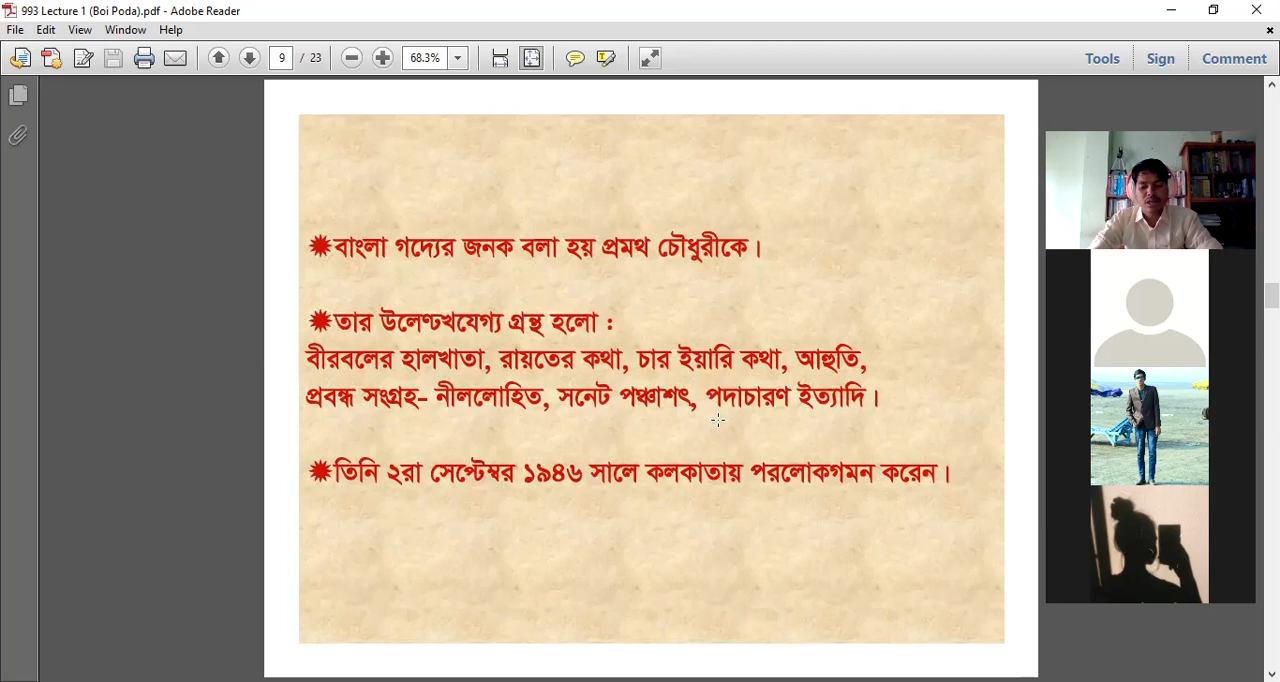 993 Lecture 1 (Boi Poda).pdf - Adobe Reader
File Edit View Window Help
9 / 23 68.3% Tools Sign Comment
বাংলা গদ্যের জনক বলা হয় প্রমথ চৌধুরীকে।
তার উলেণ্ঢখযেগ্য গ্রন্থ হলো :
বীরবলের হালখাতা, রায়তের কথা, চার ইয়ারি কথা, আহুতি,
প্রবন্ধ সংগ্রহ- নীললোহিত, সনেট পঞ্চাশৎ, পদাচারণ ইত্যাদি।
তিনি ২রা সেপ্টেম্বর ১৯৪৬ সালে কলকাতায় পরলোকগমন করেন।